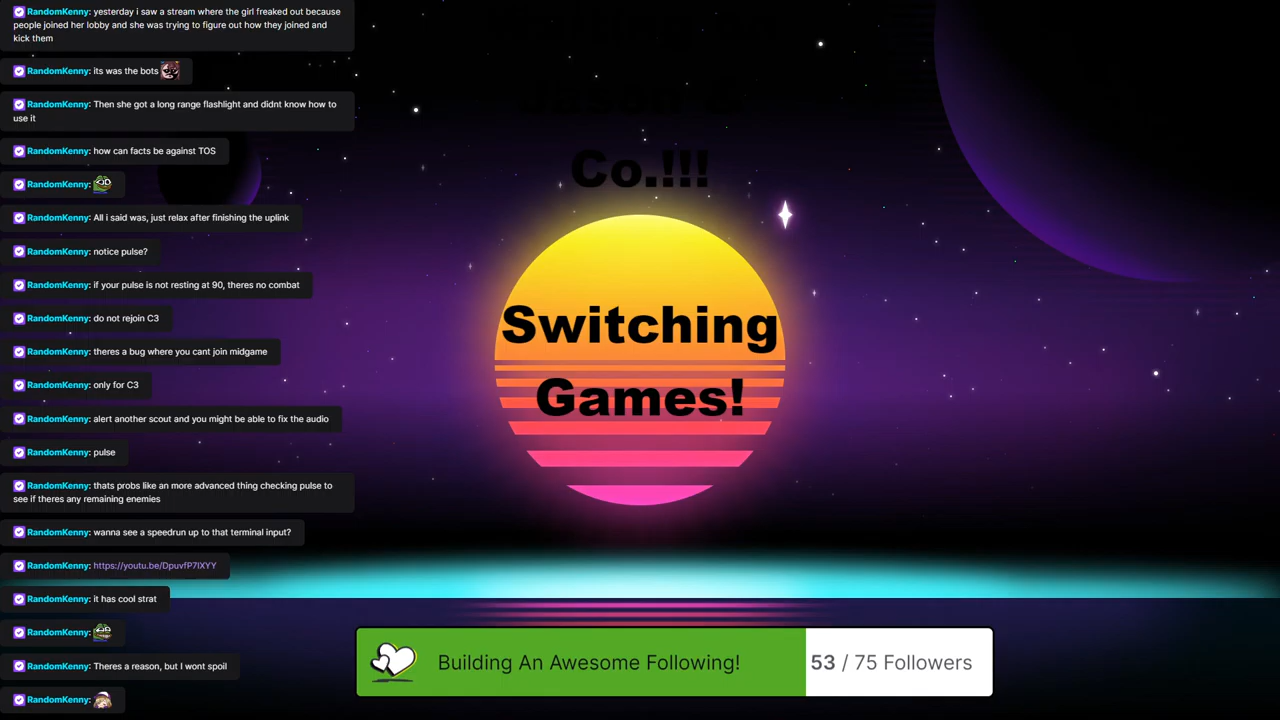 RandomKenny: yesterday i saw a stream where the girl freaked out because
people joined her lobby and she was trying to figure out how they joined and
kick them
RandomKenny: its was the bots
RandomKenny: Then she got a long range flashlight and didnt know how to
use it
RandomKenny: how can facts be against TOS
RandomKenny:
RandomKenny: All i said was, just relax after finishing the uplink
RandomKenny: notice pulse?
RandomKenny: if your pulse is not resting at 90, theres no combat
RandomKenny: do not rejoin C3
RandomKenny: theres a bug where you cant join midgame
RandomKenny: only for C3
RandomKenny: alert another scout and you might be able to fix the audio
RandomKenny: pulse
RandomKenny: thats probs like an more advanced thing checking pulse to
see if theres any remaining enemies
RandomKenny: wanna see a speedrun up to that terminal input?
RandomKenny: https://youtu.be/DpuvfP7IXYY
RandomKenny: it has cool strat
RandomKenny:
RandomKenny: Theres a reason, but I wont spoil
RandomKenny:
Co.!!!
Switching
Games!
Building An Awesome Following!
53 / 75 Followers